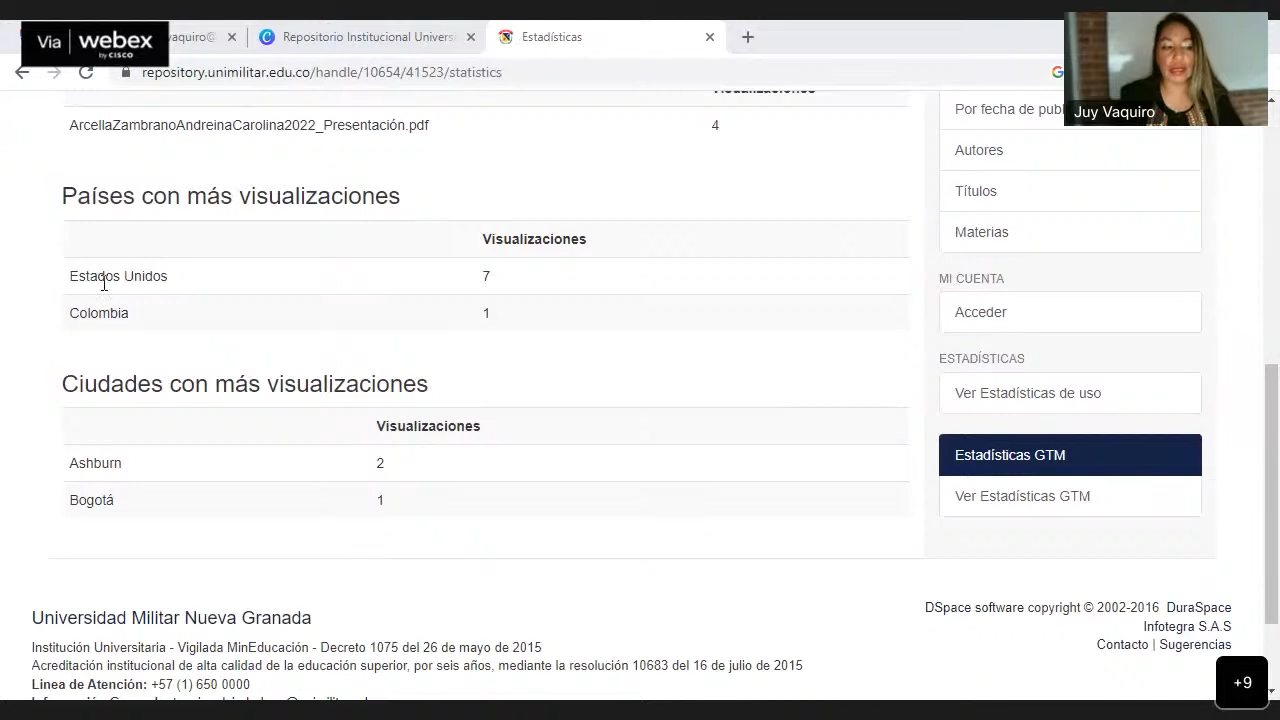 Via | webex
by CISCO
vaquiro@
Repositorio Institucional Univers
Estadísticas
repository.unimilitar.edu.co/handle/10654/41523/statistics
Juy Vaquiro
Visualizaciones
ArcellaZambranoAndreinaCarolina2022_Presentación.pdf 4
Países con más visualizaciones
Visualizaciones
Estados Unidos 7
Colombia 1
Ciudades con más visualizaciones
Visualizaciones
Ashburn 2
Bogotá 1
Por fecha de publ
Autores
Títulos
Materias
MI CUENTA
Acceder
ESTADÍSTICAS
Ver Estadísticas de uso
Estadísticas GTM
Ver Estadísticas GTM
Universidad Militar Nueva Granada
Institución Universitaria - Vigilada MinEducación - Decreto 1075 del 26 de mayo de 2015
Acreditación institucional de alta calidad de la educación superior, por seis años, mediante la resolución 10683 del 16 de julio de 2015
Linea de Atención: +57 (1) 650 0000
DSpace software copyright © 2002-2016 DuraSpace
Infotegra S.A.S
Contacto | Sugerencias
+9